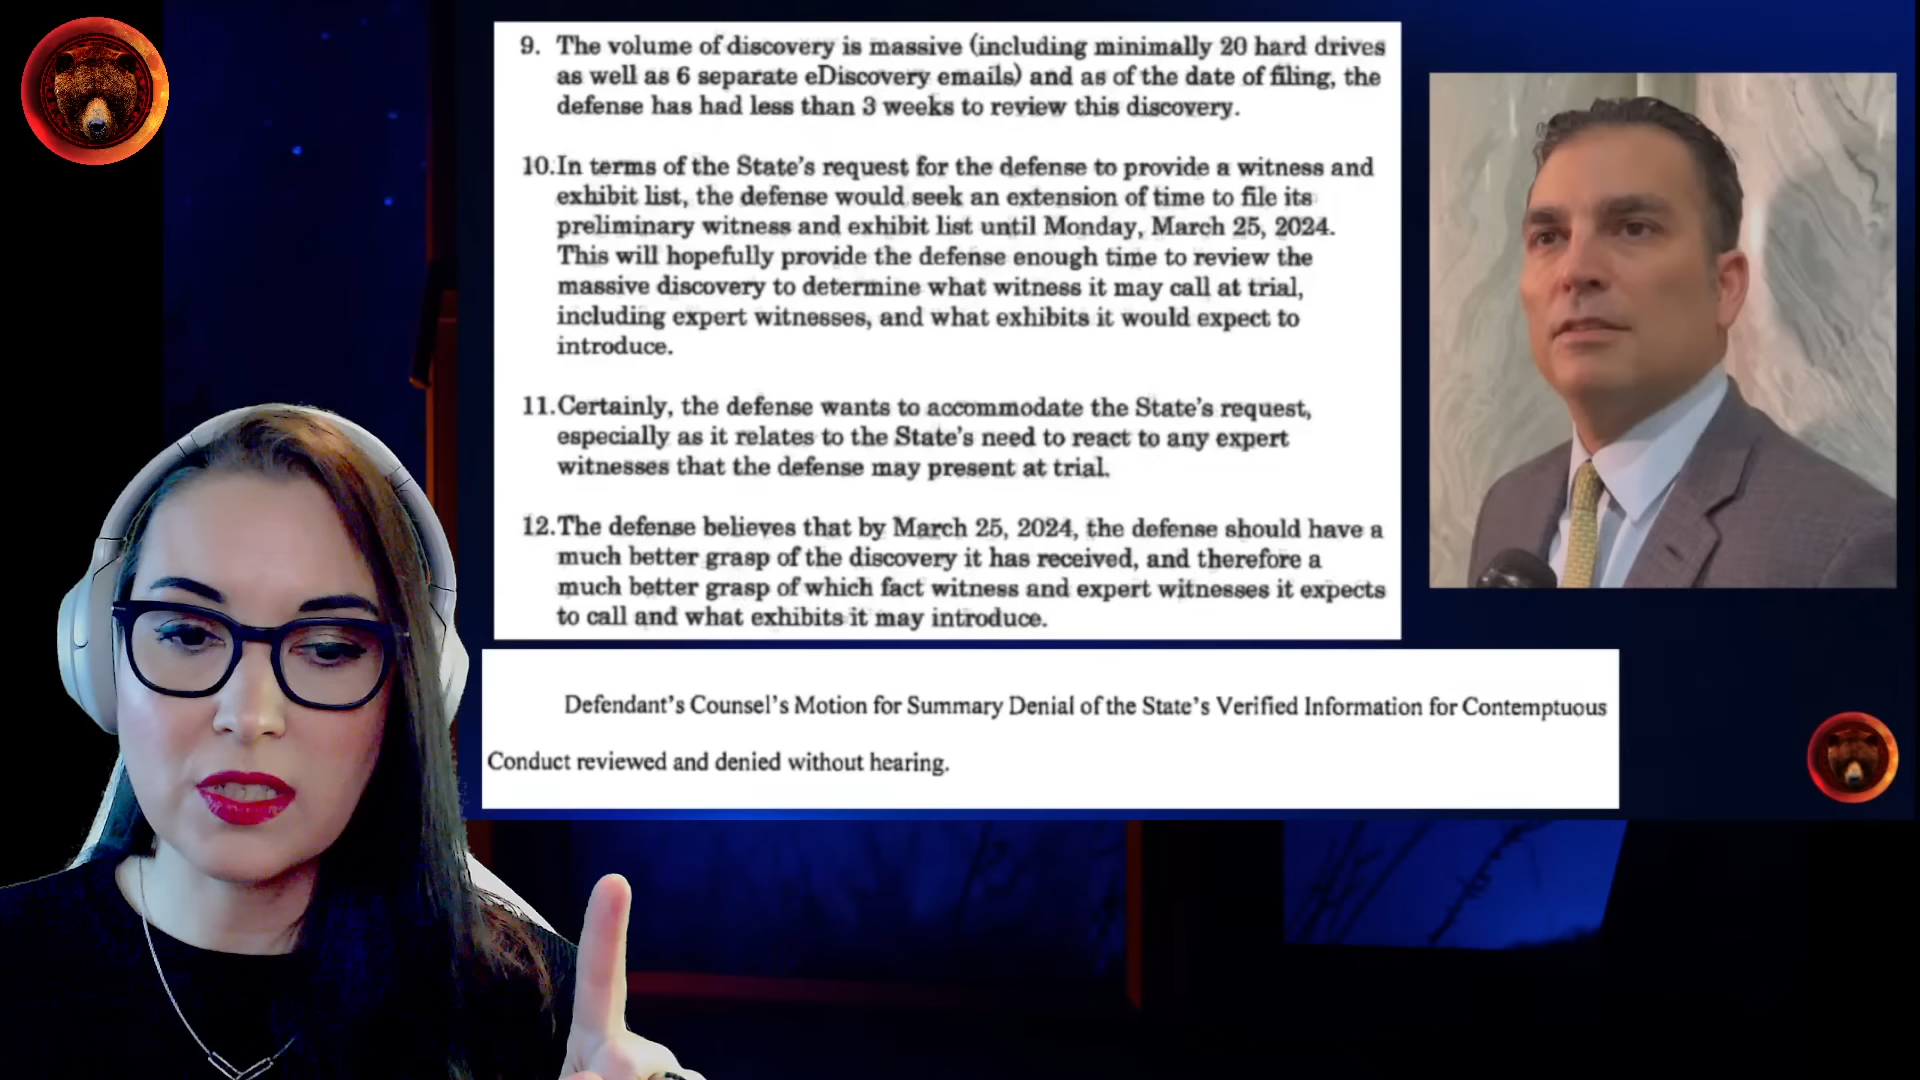 9. The volume of discovery is massive (including minimally 20 hard drives
as well as 6 separate eDiscovery emails) and as of the date of filing, the
defense has had less than 3 weeks to review this discovery.
10.In terms of the State's request for the defense to provide a witness and
exhibit list, the defense would seek an extension of time to file its
preliminary witness and exhibit list until Monday, March 25, 2024.
This will hopefully provide the defense enough time to review the
massive discovery to determine what witness it may call at trial,
including expert witnesses, and what exhibits it would expect to
introduce.
11.Certainly, the defense wants to accommodate the State's request,
especially as it relates to the State's need to react to any expert
witnesses that the defense may present at trial.
12.The defense believes that by March 25, 2024, the defense should have a
much better grasp of the discovery it has received, and therefore a
much better grasp of which fact witness and expert witnesses it expects
to call and what exhibits it may introduce.
Defendant's Counsel's Motion for Summary Denial of the State's Verified Information for Contemptuous
Conduct reviewed and denied without hearing.